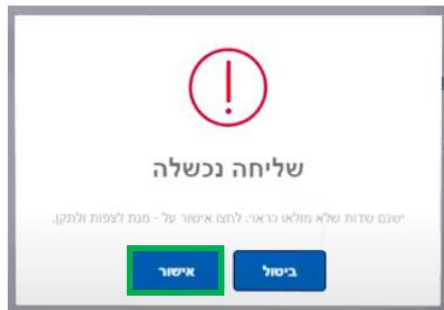 שליחה נכשלה
ישנם שדות שלא מולאו כראוי. לחצו אישור על - מנת לצפות ולתקן.
ביטול
אישור